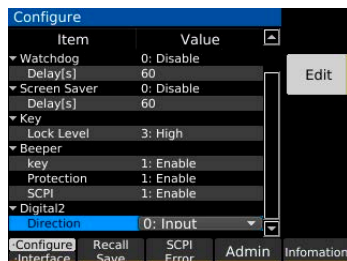 Configure
Item Value
Watchdog 0: Disable
Delay[s] 60
Screen Saver 0: Disable
Delay[s] 60
Key
Lock Level 3: High
Beeper
key 1: Enable
Protection 1: Enable
SCPI 1: Enable
Digital2
Direction 0: Input
Edit
·Configure Recall SCPI Admin Infomation
·Interface Save Error